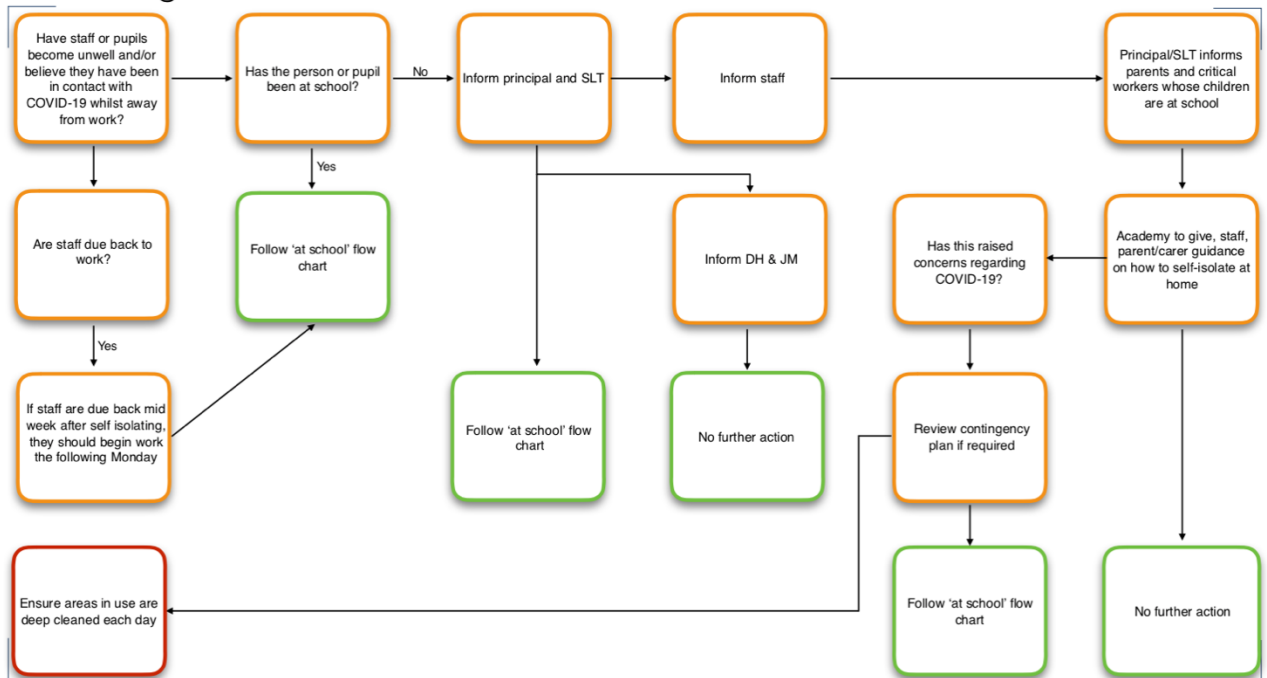 Have staff or pupils
become unwell and/or
believe they have been
in contact with
COVID-19 whilst away
from work?
Has the person or pupil
been at school?
No
Inform principal and SLT
Inform staff
Principal/SLT informs
parents and critical
workers whose children
are at school
Yes
Are staff due back to
work?
Follow ‘at school’ flow
chart
Inform DH & JM
Has this raised
concerns regarding
COVID-19?
Academy to give, staff,
parent/carer guidance
on how to self-isolate at
home
Yes
If staff are due back mid
week after self isolating,
they should begin work
the following Monday
Follow ‘at school’ flow
chart
No further action
Review contingency
plan if required
Ensure areas in use are
deep cleaned each day
Follow ‘at school’ flow
chart
No further action